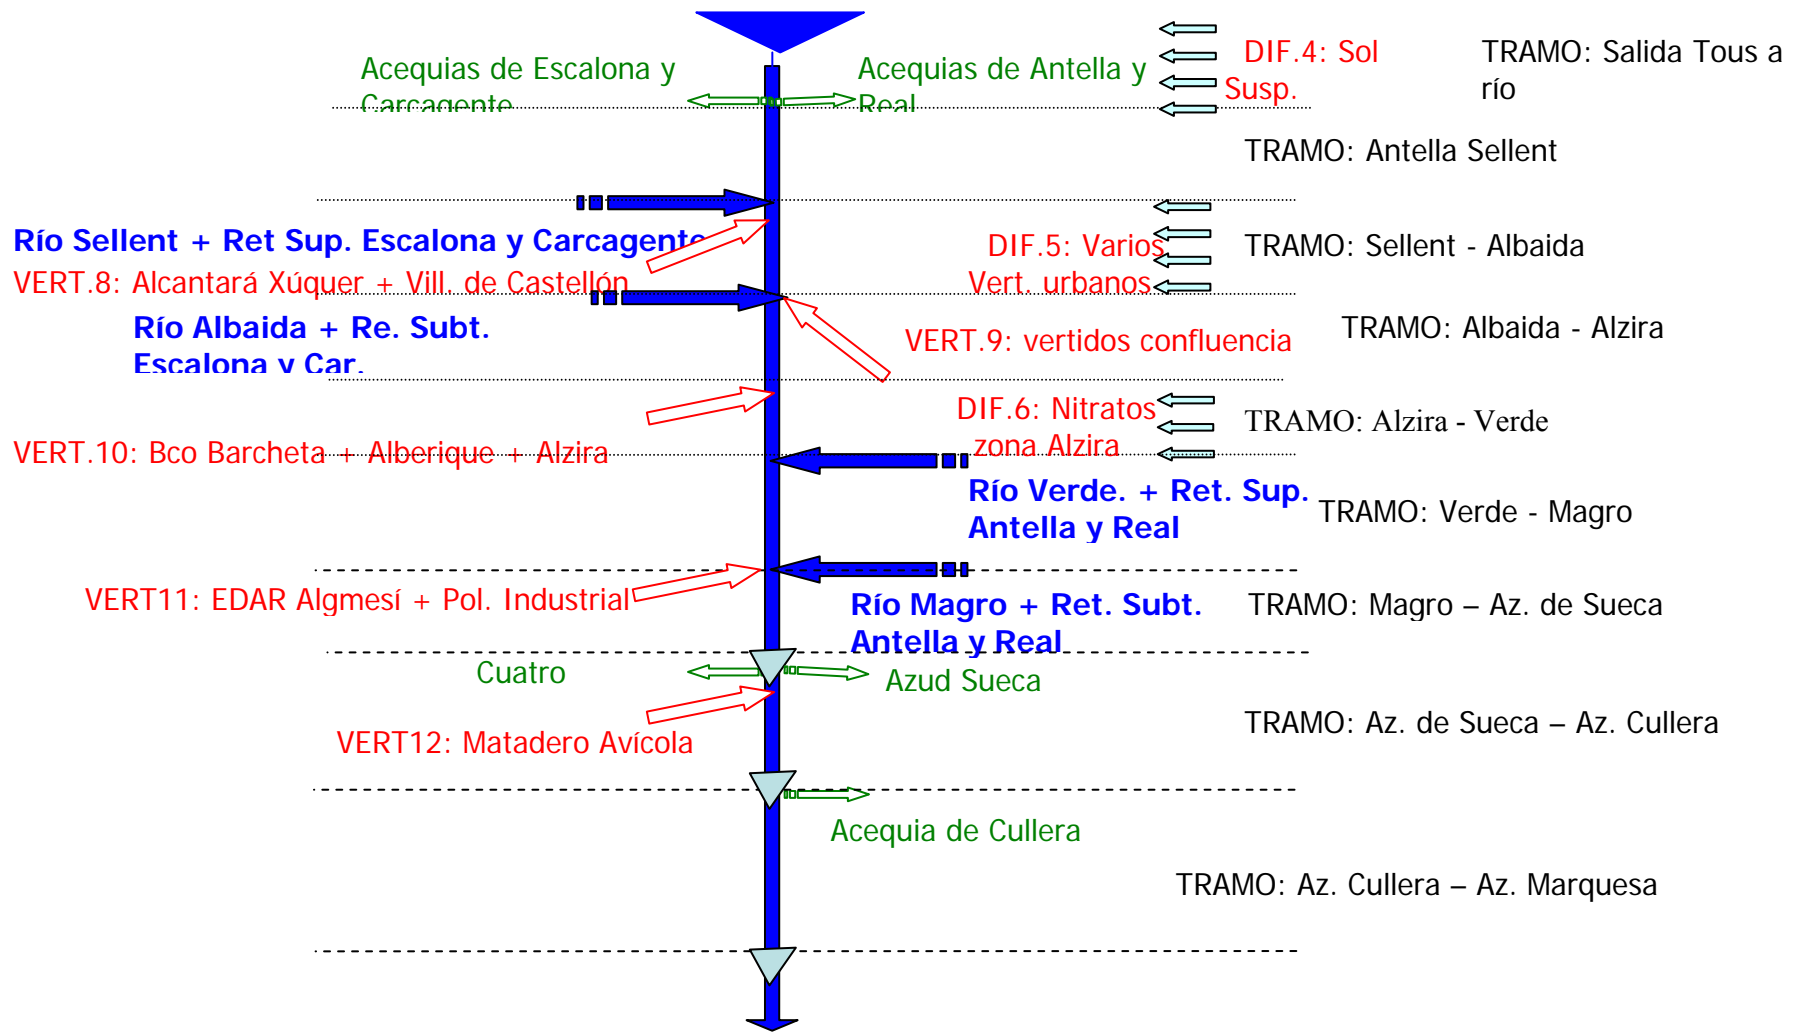 Acequias de Escalona y
Carcagente
Acequias de Antella y
Real
DIF.4: Sol
Susp.
TRAMO: Salida Tous a
río
TRAMO: Antella Sellent
Río Sellent + Ret Sup. Escalona y Carcagente
VERT.8: Alcantará Xúquer + Vill. de Castellón
DIF.5: Varios
Vert. urbanos
TRAMO: Sellent - Albaida
Río Albaida + Re. Subt.
Escalona y Car.
VERT.9: vertidos confluencia
TRAMO: Albaida - Alzira
DIF.6: Nitratos
zona Alzira
TRAMO: Alzira - Verde
VERT.10: Bco Barcheta + Alberique + Alzira
Río Verde. + Ret. Sup.
Antella y Real
TRAMO: Verde - Magro
VERT11: EDAR Algmesí + Pol. Industrial
Río Magro + Ret. Subt.
Antella y Real
TRAMO: Magro – Az. de Sueca
Cuatro
Azud Sueca
VERT12: Matadero Avícola
TRAMO: Az. de Sueca – Az. Cullera
Acequia de Cullera
TRAMO: Az. Cullera – Az. Marquesa